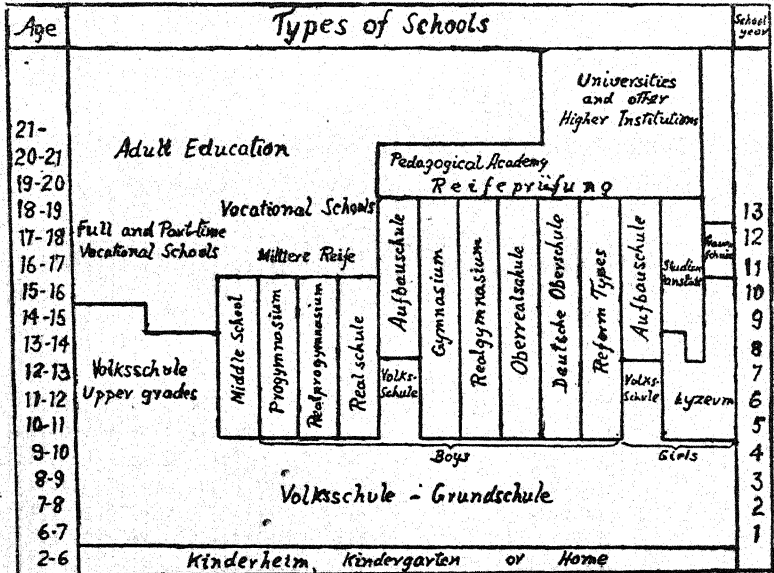 Age
Types of Schools
School year
Universities
and other
Higher Institutions
21-
20-21
19-20
18-19
17-18
16-17
15-16
14-15
13-14
12-13
11-12
10-11
9-10
8-9
7-8
6-7
2-6
Adult Education
Pedagogical Academy
Reifeprüfung
Vocational Schools
Full and Part-time
Vocational Schools
Mittlere Reife
Volksschule
Upper grades
Middle School
Progymnasium
Realprogymnasium
Realschule
Aufbauschule
Volks-
Schule
Gymnasium
Realgymnasium
Oberrealschule
Deutsche Oberschule
Reform Types
Aufbauschule
Volks-
Schule
Studien
anstalt
Lyzeum
13
12
11
10
9
8
7
6
5
4
3
2
1
Boys
Girls
Volksschule - Grundschule
Kinderheim, Kindergarten or Home